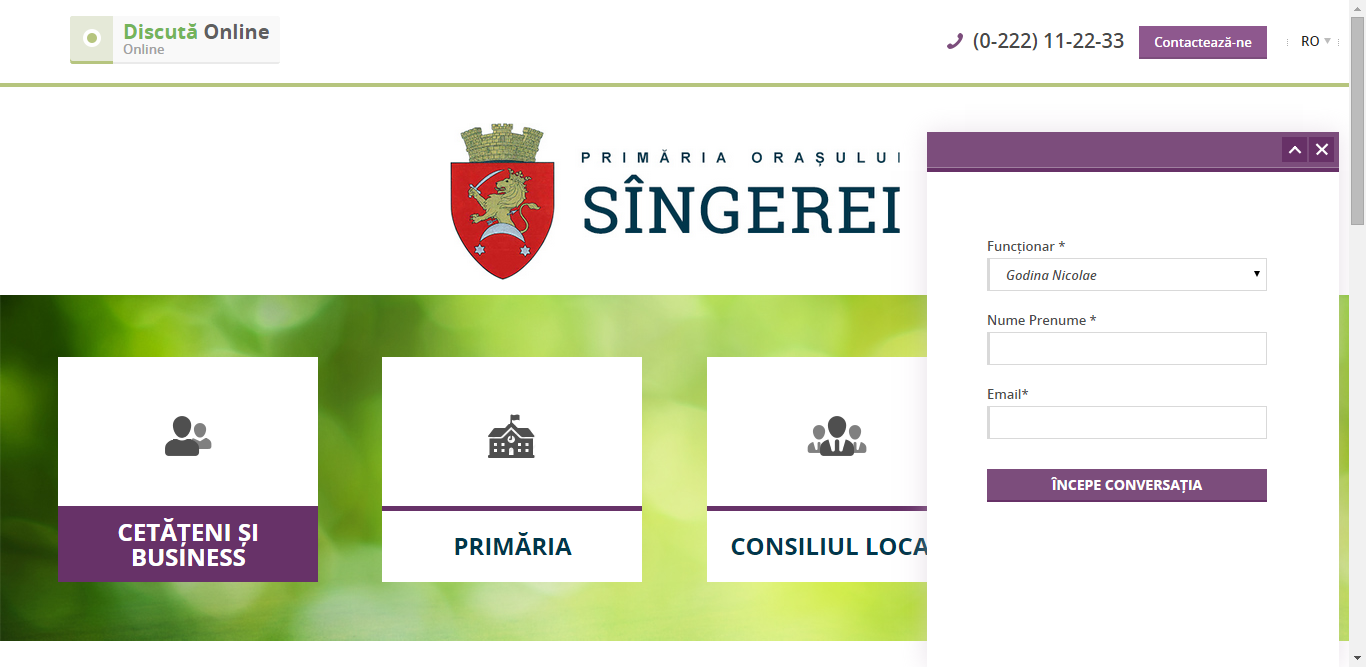 Discută Online
Online
(0-222) 11-22-33
Contactează-ne
RO
PRIMĂRIA ORAȘULUI
SÎNGEREI
Funcționar *
Godina Nicolae
Nume Prenume *
Email*
ÎNCEPE CONVERSAȚIA
CETĂȚENI ȘI
BUSINESS
PRIMĂRIA
CONSILIUL LOCA